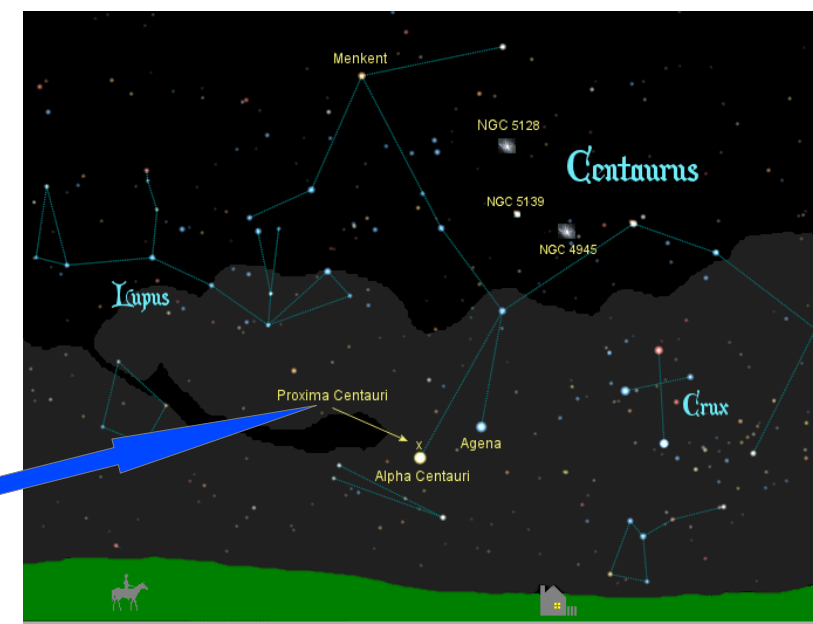 Menkent
NGC 5128
Centaurus
NGC 5139
NGC 4945
Lupus
Proxima Centauri
Crux
x
Agena
Alpha Centauri